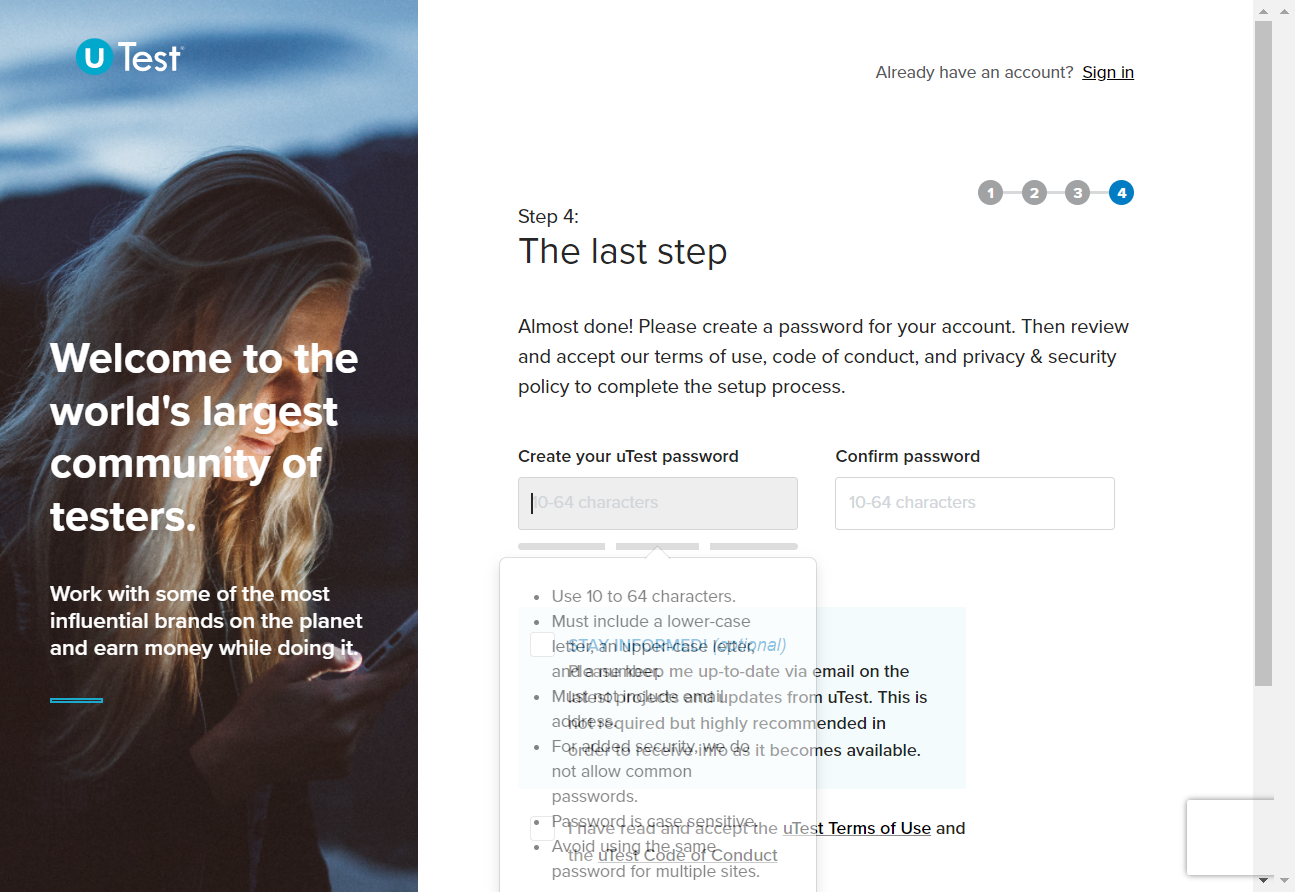 U Test
Already have an account? Sign in
1 2 3 4
Step 4:
The last step
Welcome to the
world's largest
community of
testers.
Work with some of the most
influential brands on the planet
and earn money while doing it.
Almost done! Please create a password for your account. Then review
and accept our terms of use, code of conduct, and privacy & security
policy to complete the setup process.
Create your uTest password
Confirm password
10-64 characters
10-64 characters
Use 10 to 64 characters.
Must include a lower-case
letter, an upper-case letter,
and a number.
Must not include email
address.
For added security, we do
not allow common
passwords.
Password is case sensitive.
Avoid using the same
password for multiple sites.
STAY INFORMED! (optional)
Please keep me up-to-date via email on the
latest projects and updates from uTest. This is
not required but highly recommended in
order to receive info as it becomes available.
I have read and accept the uTest Terms of Use and
the uTest Code of Conduct